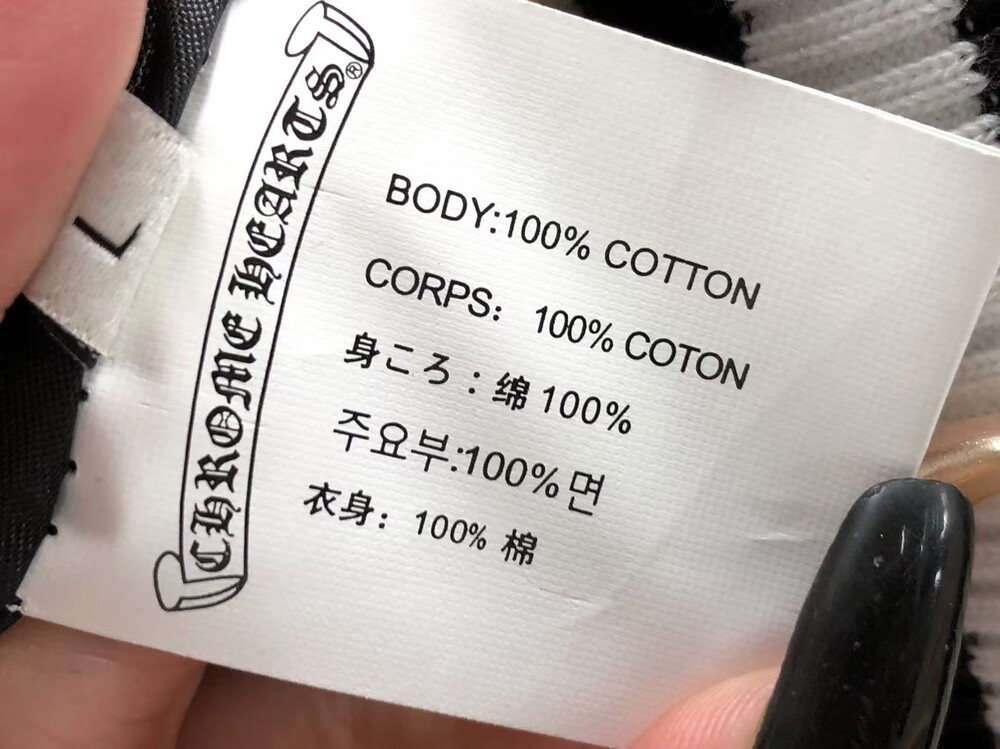 L
CHROME HEARTS®
BODY:100% COTTON
CORPS: 100% COTON
身ころ：绵 100%
주요부:100%면
衣身：100% 棉